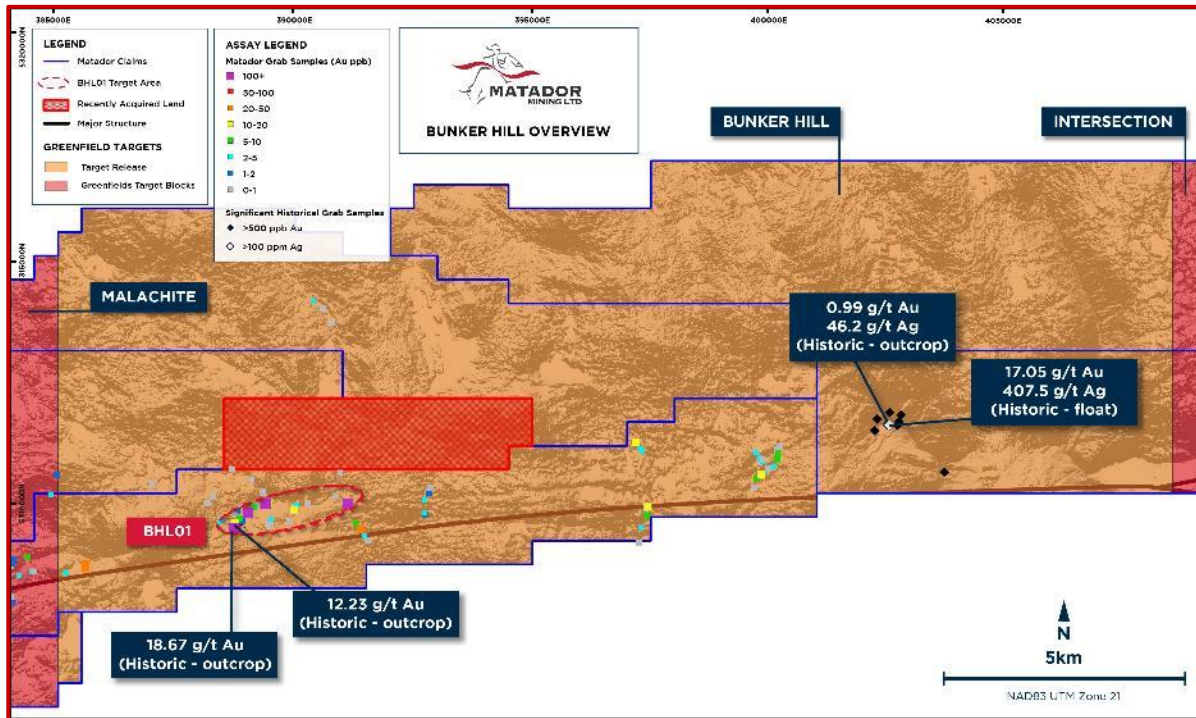 385000E
390000E
395000E
400000E
405000E
5320000N
315000N
5310000N
LEGEND
Matador Claims
BHL01 Target Area
Recently Acquired Land
Major Structure
GREENFIELD TARGETS
Target Release
Greenfields Target Blocks
ASSAY LEGEND
Matador Grab Samples (Au ppb)
100+
50-100
20-50
10-20
5-10
2-5
1-2
0-1
Significant Historical Grab Samples
>500 ppb Au
>100 ppm Ag
MATADOR
MINING LTD
BUNKER HILL OVERVIEW
BUNKER HILL
INTERSECTION
MALACHITE
0.99 g/t Au
46.2 g/t Ag
(Historic - outcrop)
17.05 g/t Au
407.5 g/t Ag
(Historic - float)
BHL01
12.23 g/t Au
(Historic - outcrop)
18.67 g/t Au
(Historic - outcrop)
N
5km
NAD83 UTM Zone 21